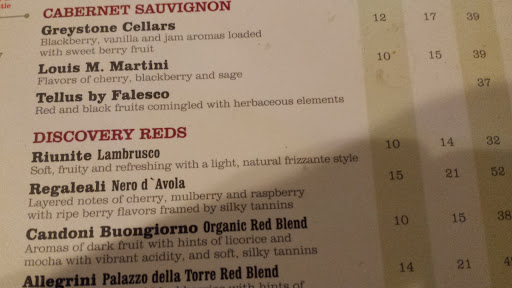 CABERNET SAUVIGNON
Greystone Cellars 12 17 39
Blackberry, vanilla and jam aromas loaded
with sweet berry fruit
Louis M. Martini 10 15 39
Flavors of cherry, blackberry and sage
Tellus by Falesco 37
Red and black fruits comingled with herbaceous elements
DISCOVERY REDS
Riunite Lambrusco 10 14 32
Soft, fruity and refreshing with a light, natural frizzante style
Regaleali Nero d`Avola 15 21 52
Layered notes of cherry, mulberry and raspberry
with ripe berry flavors framed by silky tannins
Candoni Buongiorno Organic Red Blend 10 15 38
Aromas of dark fruit with hints of licorice and
mocha with vibrant acidity, and soft, silky tannins
Allegrini Palazzo della Torre Red Blend 14 21
with hints of